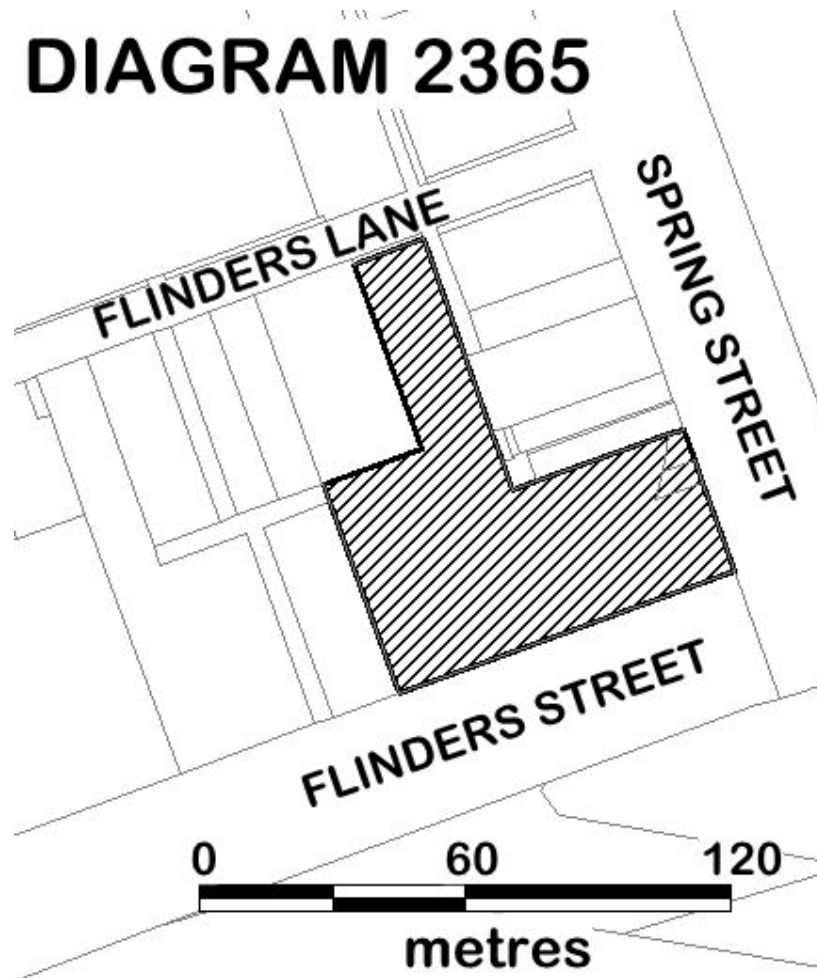 DIAGRAM 2365
FLINDERS LANE
SPRING STREET
FLINDERS STREET
0 60 120
metres